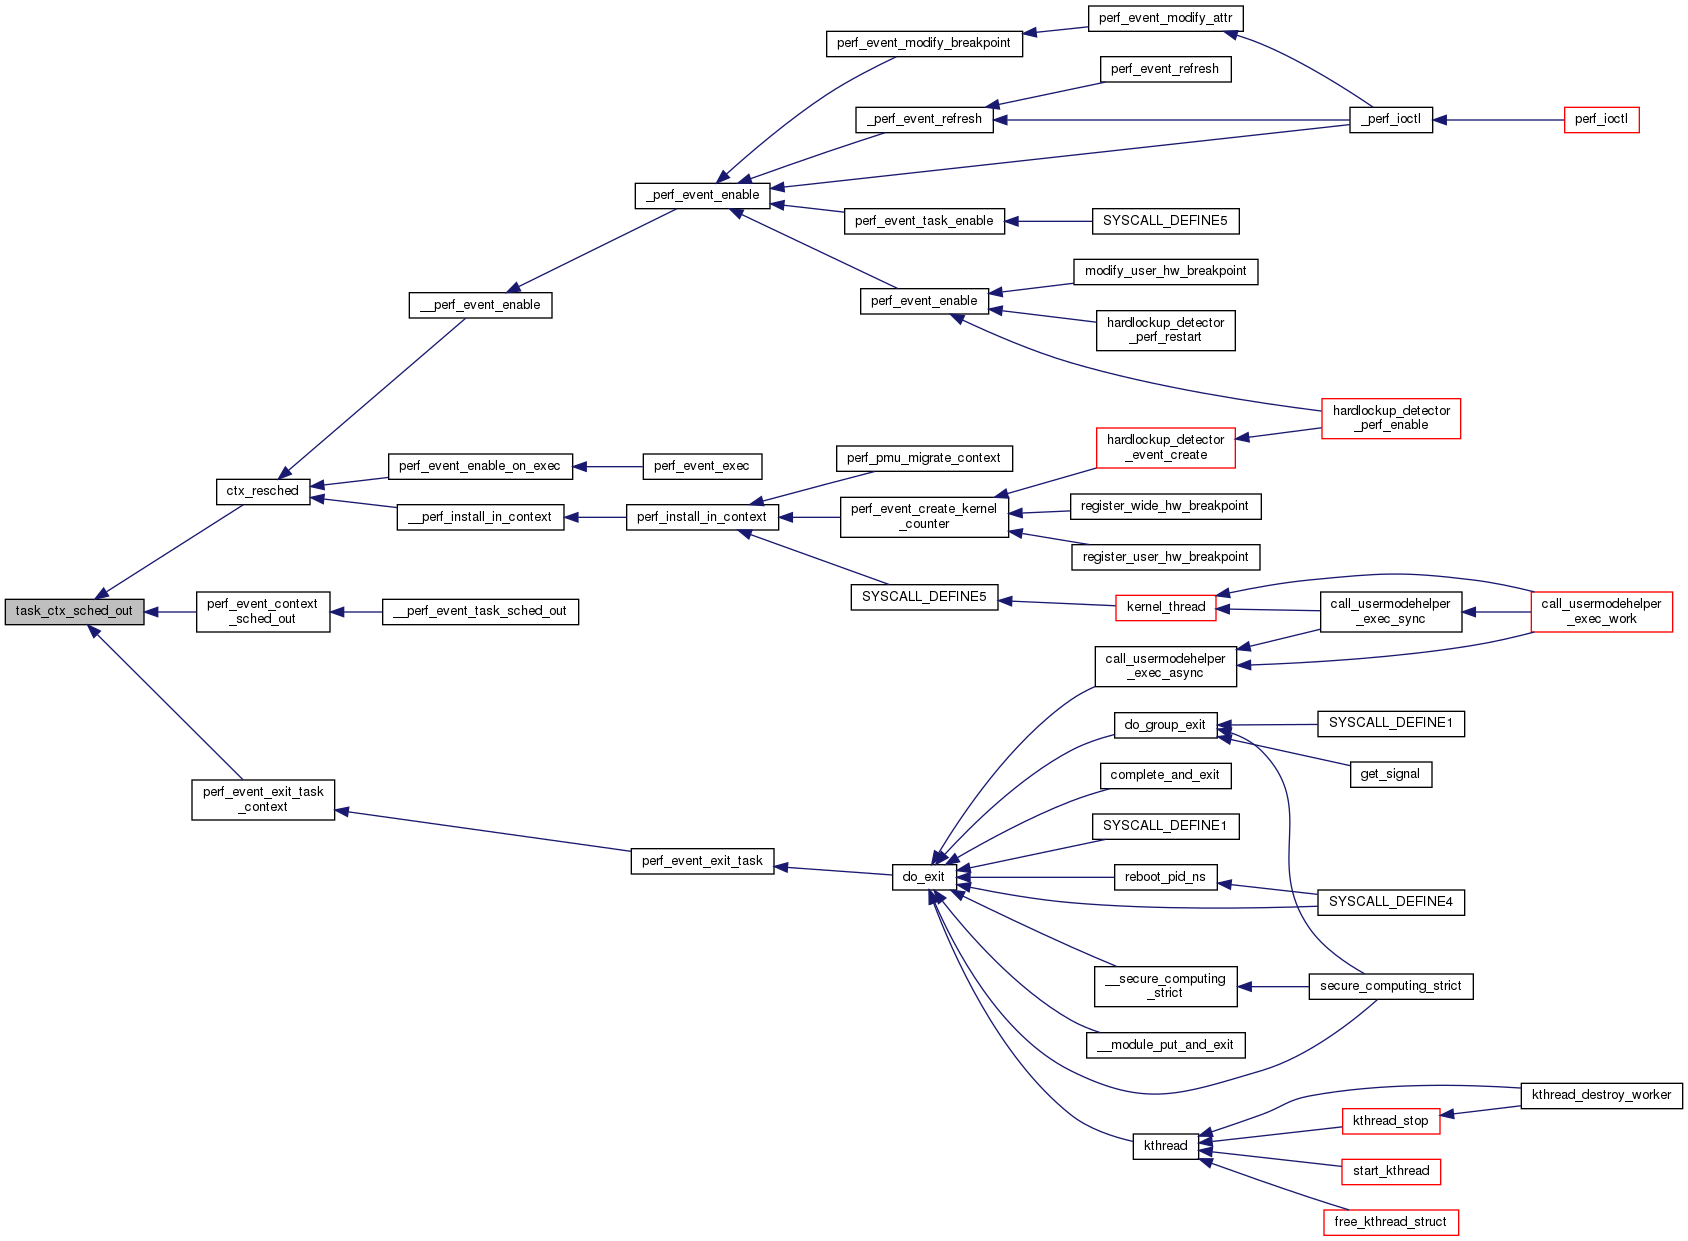 perf_event_modify_attr
perf_event_modify_breakpoint
perf_event_refresh
_perf_event_refresh
_perf_ioctl
perf_ioctl
_perf_event_enable
perf_event_task_enable
SYSCALL_DEFINE5
modify_user_hw_breakpoint
perf_event_enable
__perf_event_enable
hardlockup_detector
_perf_restart
hardlockup_detector
_perf_enable
hardlockup_detector
_event_create
perf_pmu_migrate_context
perf_event_enable_on_exec
perf_event_exec
ctx_resched
perf_event_create_kernel
_counter
register_wide_hw_breakpoint
__perf_install_in_context
perf_install_in_context
register_user_hw_breakpoint
SYSCALL_DEFINE5
kernel_thread
call_usermodehelper
_exec_sync
call_usermodehelper
_exec_work
task_ctx_sched_out
perf_event_context
_sched_out
__perf_event_task_sched_out
call_usermodehelper
_exec_async
do_group_exit
SYSCALL_DEFINE1
get_signal
complete_and_exit
perf_event_exit_task
_context
SYSCALL_DEFINE1
perf_event_exit_task
do_exit
reboot_pid_ns
SYSCALL_DEFINE4
__secure_computing
_strict
secure_computing_strict
__module_put_and_exit
kthread_destroy_worker
kthread_stop
kthread
start_kthread
free_kthread_struct